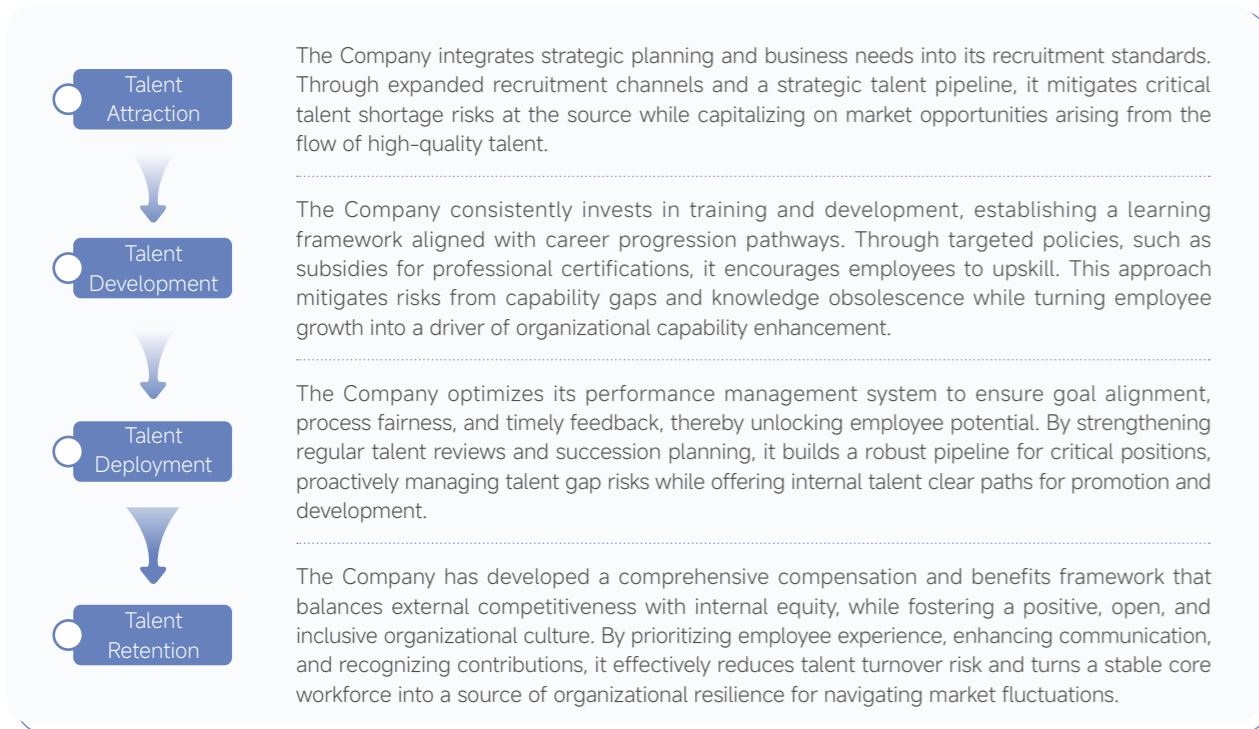 Talent
Attraction
The Company integrates strategic planning and business needs into its recruitment standards.
Through expanded recruitment channels and a strategic talent pipeline, it mitigates critical
talent shortage risks at the source while capitalizing on market opportunities arising from the
flow of high-quality talent.
Talent
Development
The Company consistently invests in training and development, establishing a learning
framework aligned with career progression pathways. Through targeted policies, such as
subsidies for professional certifications, it encourages employees to upskill. This approach
mitigates risks from capability gaps and knowledge obsolescence while turning employee
growth into a driver of organizational capability enhancement.
Talent
Deployment
The Company optimizes its performance management system to ensure goal alignment,
process fairness, and timely feedback, thereby unlocking employee potential. By strengthening
regular talent reviews and succession planning, it builds a robust pipeline for critical positions,
proactively managing talent gap risks while offering internal talent clear paths for promotion and
development.
Talent
Retention
The Company has developed a comprehensive compensation and benefits framework that
balances external competitiveness with internal equity, while fostering a positive, open, and
inclusive organizational culture. By prioritizing employee experience, enhancing communication,
and recognizing contributions, it effectively reduces talent turnover risk and turns a stable core
workforce into a source of organizational resilience for navigating market fluctuations.